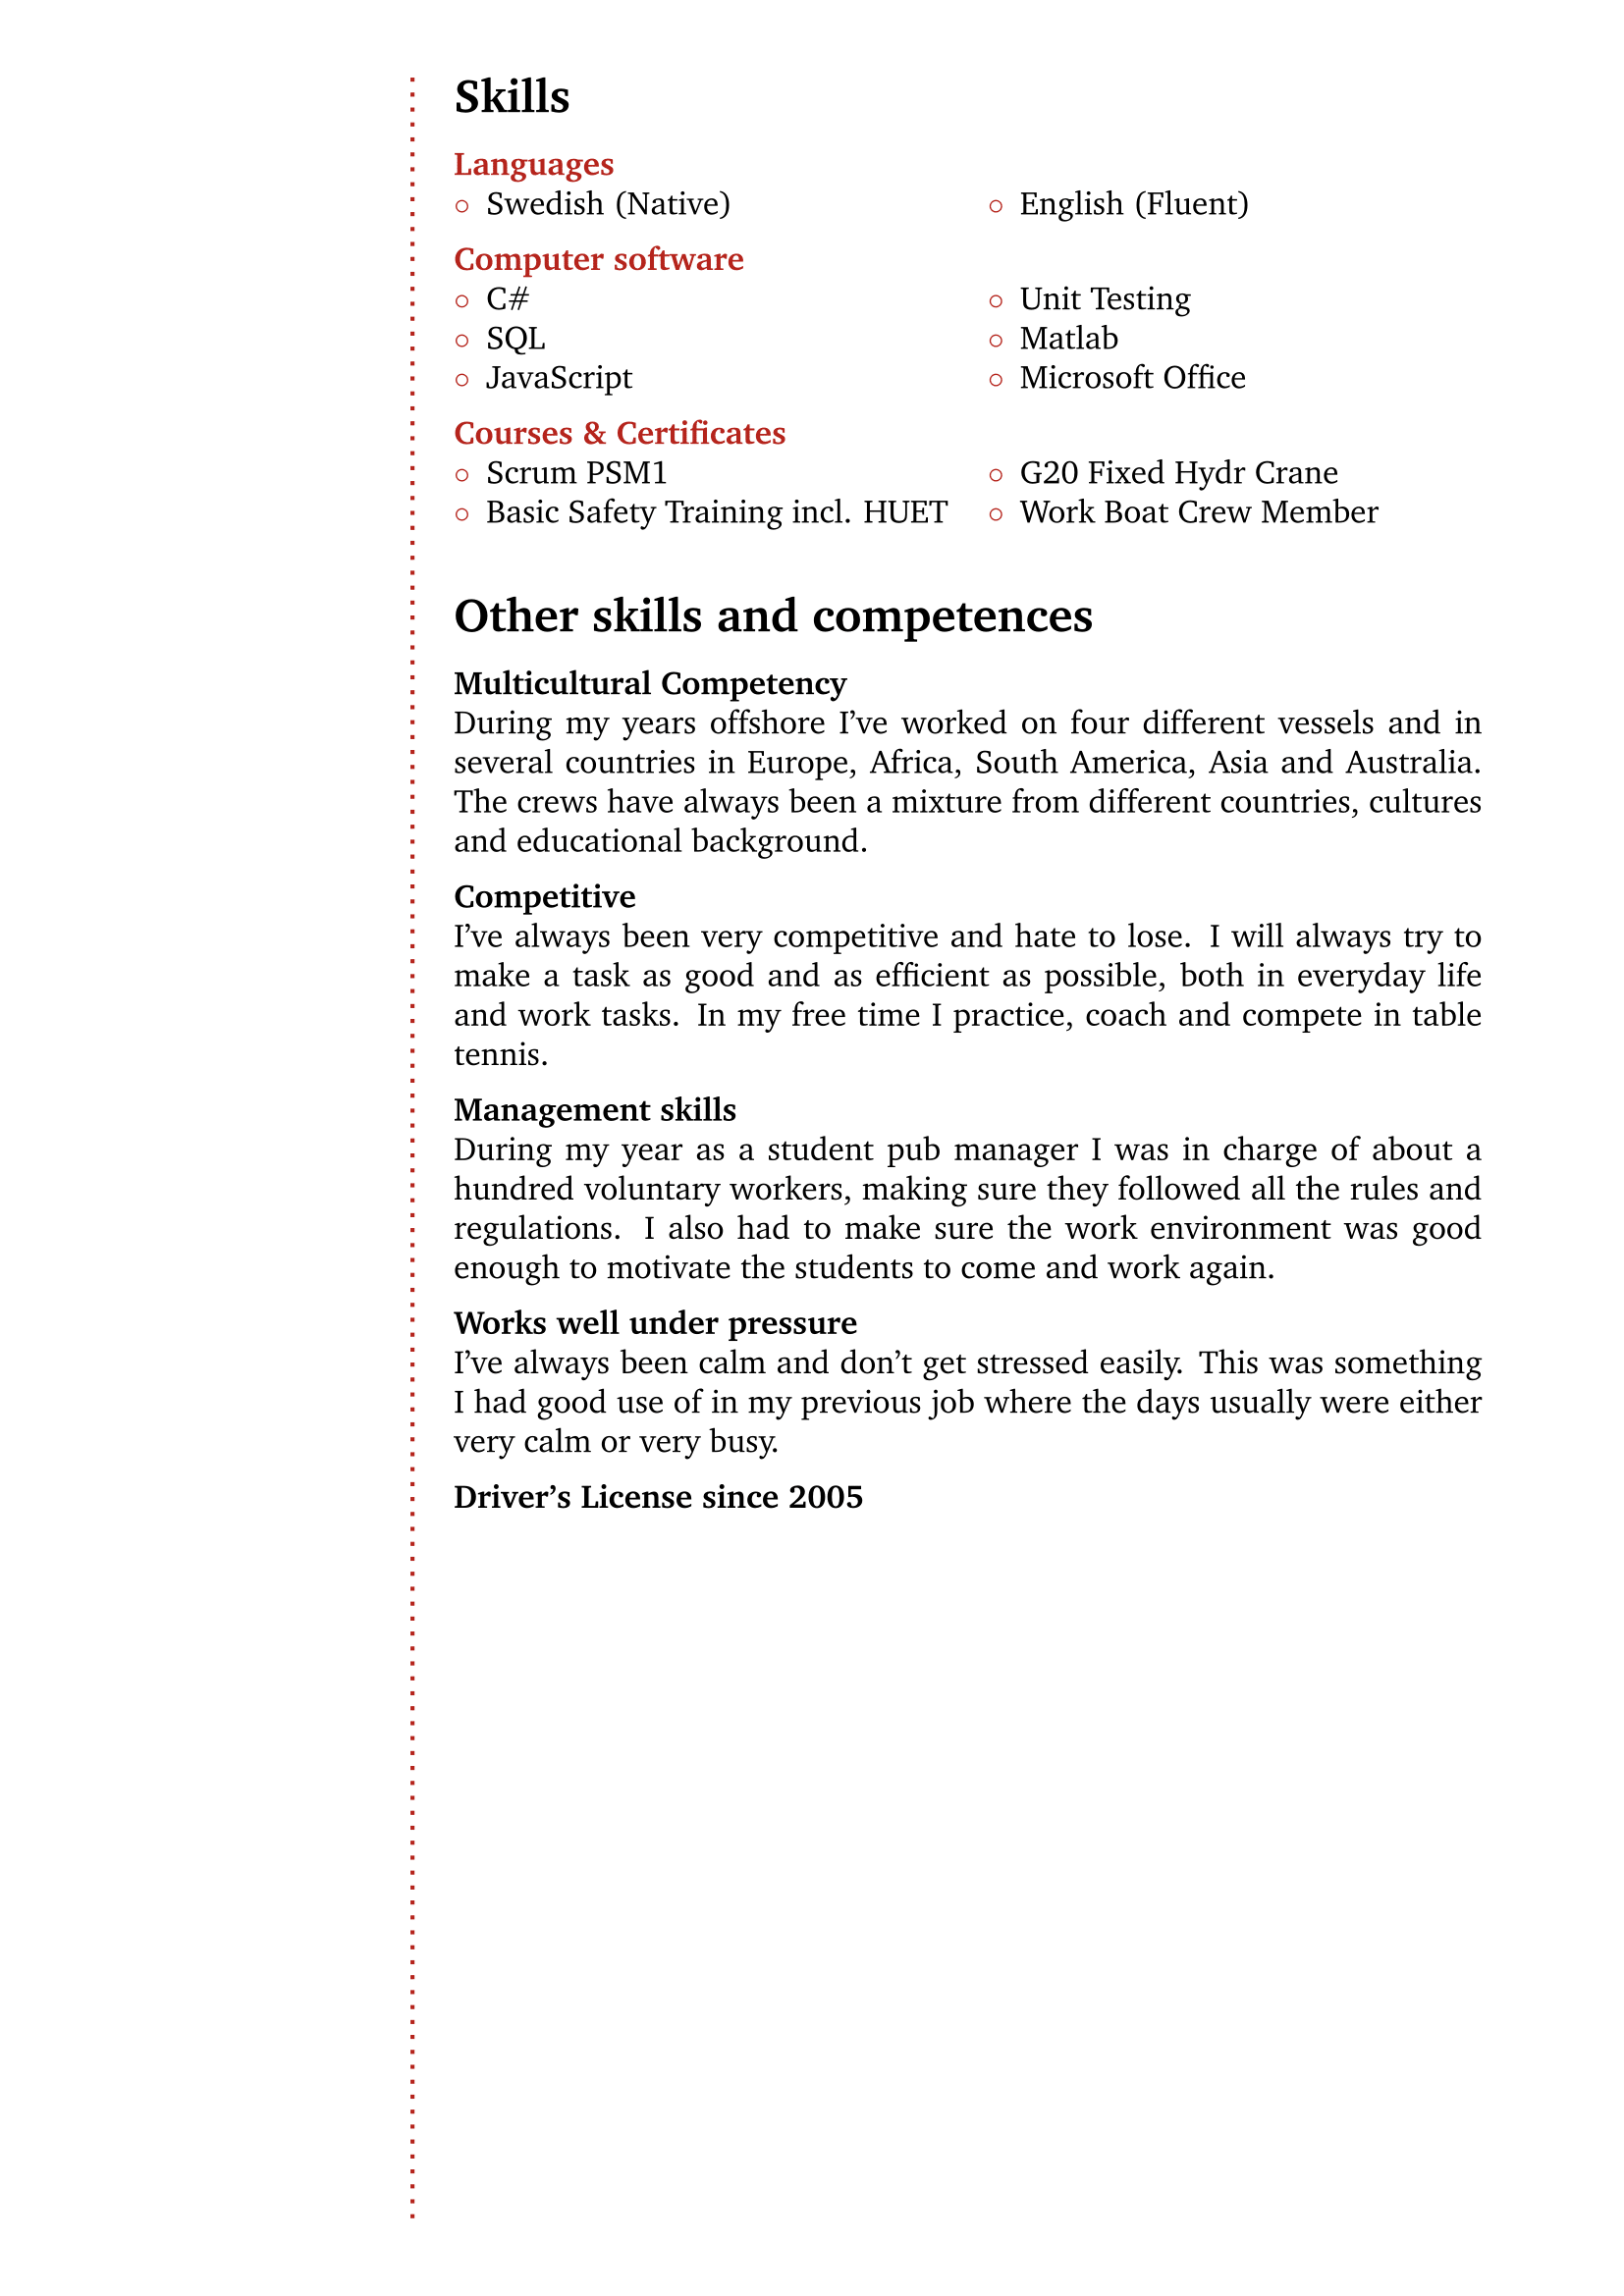 Skills
Languages
◦ Swedish (Native)
◦ English (Fluent)
Computer software
◦ C#
◦ SQL
◦ JavaScript
◦ Unit Testing
◦ Matlab
◦ Microsoft Office
Courses & Certificates
◦ Scrum PSM1
◦ Basic Safety Training incl. HUET
◦ G20 Fixed Hydr Crane
◦ Work Boat Crew Member
Other skills and competences
Multicultural Competency
During my years offshore I’ve worked on four different vessels and in
several countries in Europe, Africa, South America, Asia and Australia.
The crews have always been a mixture from different countries, cultures
and educational background.
Competitive
I’ve always been very competitive and hate to lose. I will always try to
make a task as good and as efficient as possible, both in everyday life
and work tasks. In my free time I practice, coach and compete in table
tennis.
Management skills
During my year as a student pub manager I was in charge of about a
hundred voluntary workers, making sure they followed all the rules and
regulations. I also had to make sure the work environment was good
enough to motivate the students to come and work again.
Works well under pressure
I’ve always been calm and don’t get stressed easily. This was something
I had good use of in my previous job where the days usually were either
very calm or very busy.
Driver’s License since 2005